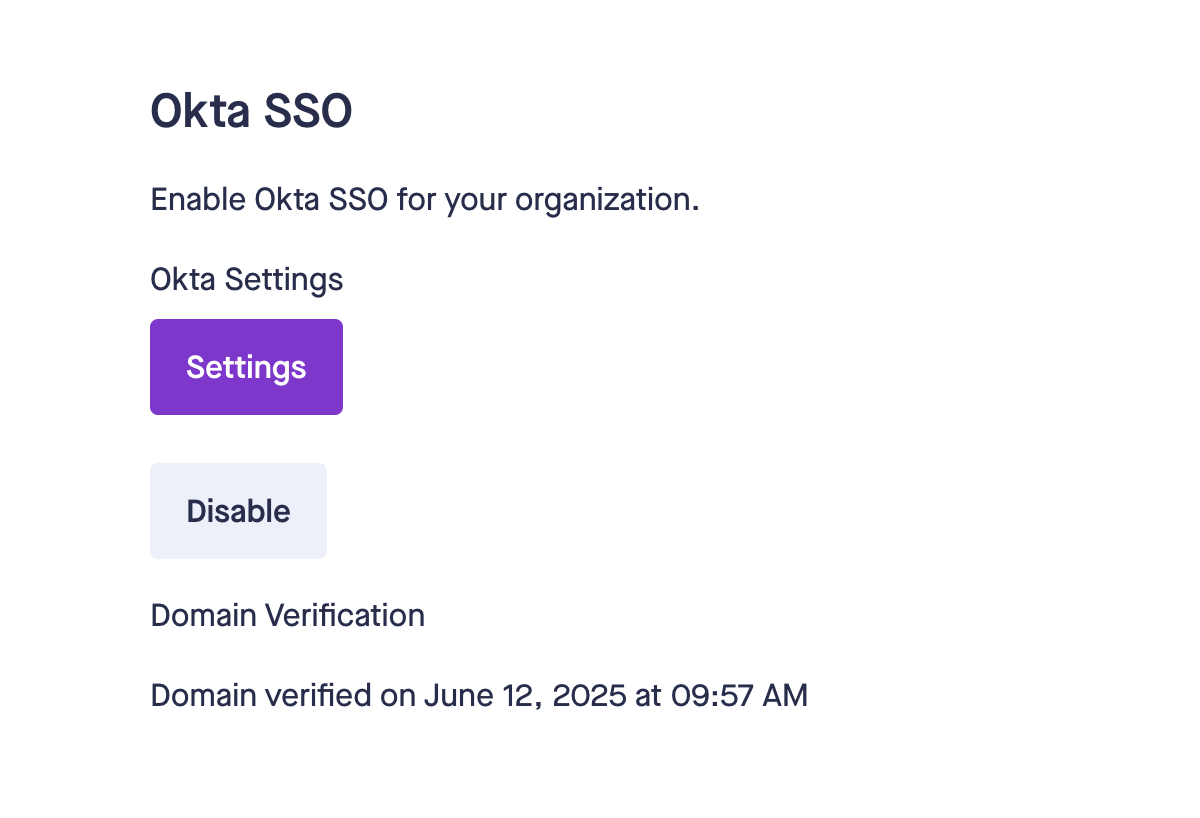 Okta SSO
Enable Okta SSO for your organization.
Okta Settings
Settings
Disable
Domain Verification
Domain verified on June 12, 2025 at 09:57 AM